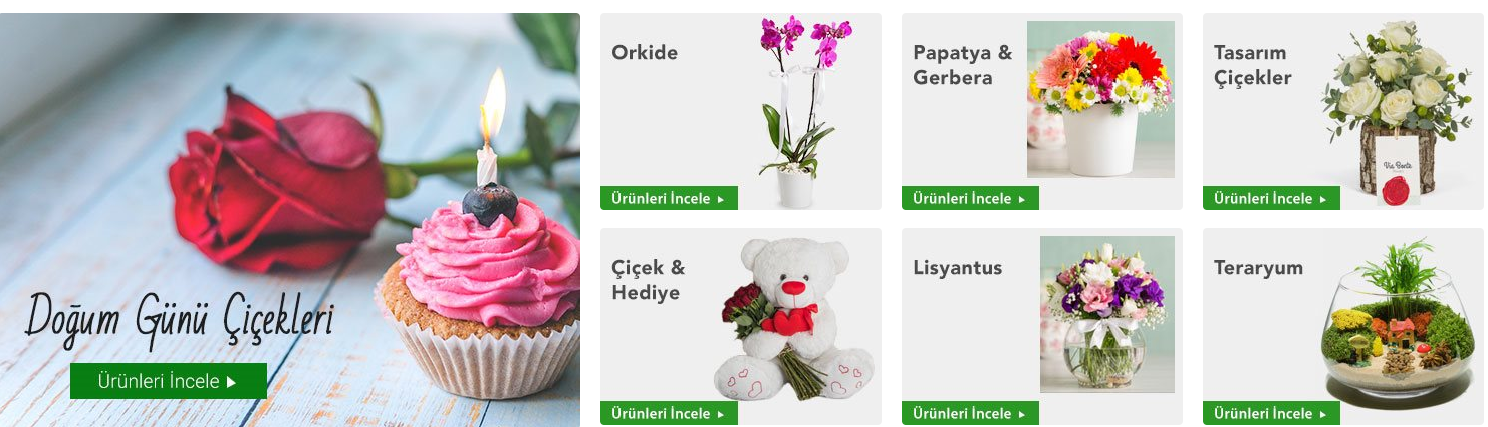 Doğum Günü Çiçekleri
Ürünleri İncele
Orkide
Ürünleri İncele
Papatya &
Gerbera
Ürünleri İncele
Tasarım
Çiçekler
Ürünleri İncele
Çiçek &
Hediye
Ürünleri İncele
Lisyantus
Ürünleri İncele
Teraryum
Ürünleri İncele